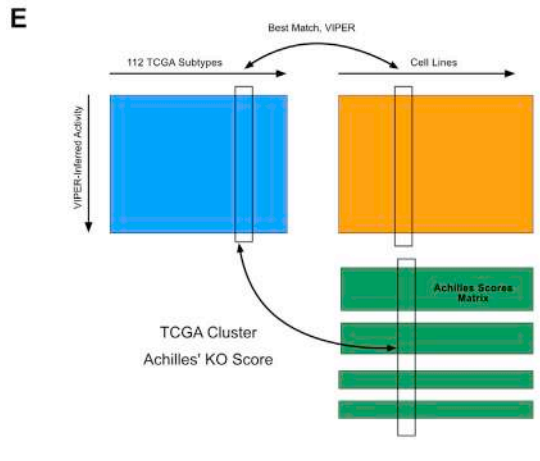 E
Best Match, VIPER
112 TCGA Subtypes
Cell Lines
VIPER-Inferred Activity
Achilles Scores
Matrix
TCGA Cluster
Achilles' KO Score